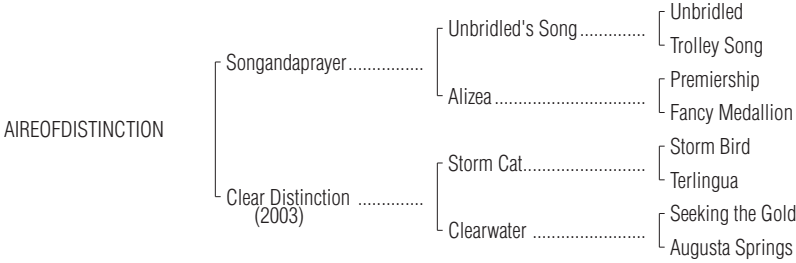 Unbridled
Unbridled's Song..............
Trolley Song
Songandaprayer................
Premiership
Alizea................................
Fancy Medallion
AIREOFDISTINCTION
Storm Bird
Storm Cat..........................
Terlingua
Clear Distinction ..............
(2003)
Seeking the Gold
Clearwater ........................
Augusta Springs